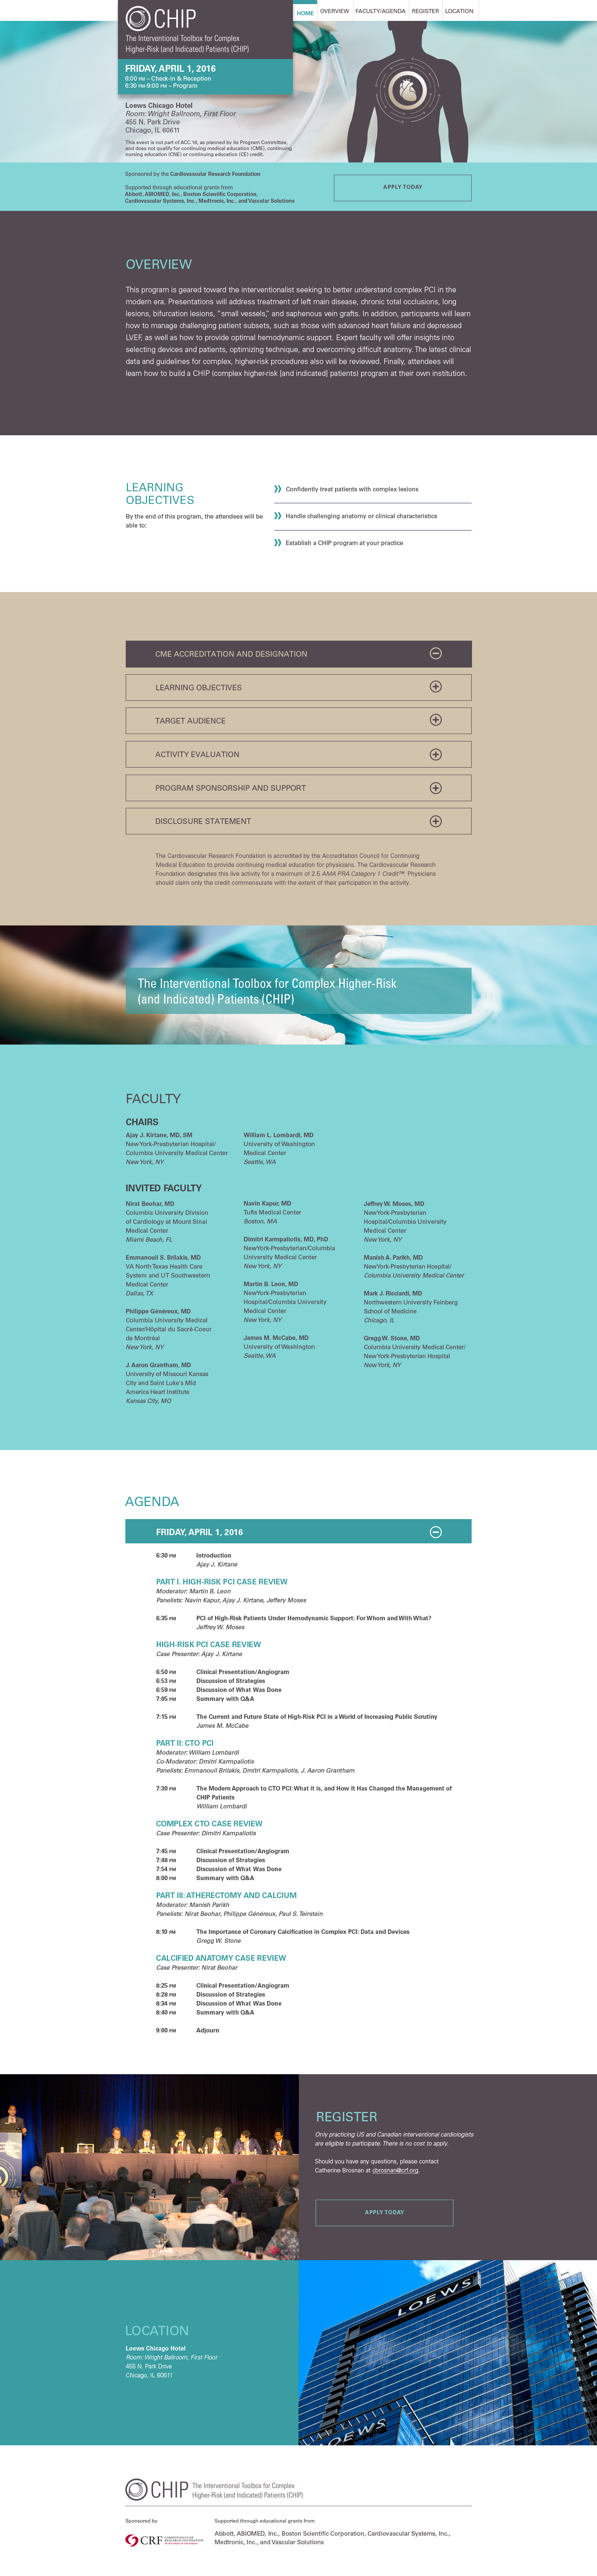 CHIP
The Interventional Toolbox for Complex
Higher-Risk (and Indicated) Patients (CHIP)
HOME
OVERVIEW
FACULTY/AGENDA
REGISTER
LOCATION
FRIDAY, APRIL 1, 2016
6:00 PM – Check-in & Reception
6:30 PM-9:00 PM – Program
Loews Chicago Hotel
Room: Wright Ballroom, First Floor
455 N. Park Drive
Chicago, IL 60611
This event is not part of ACC.16, as planned by its Program Committee,
and does not qualify for continuing medical education (CME), continuing
nursing education (CNE) or continuing education (CE) credit.
Sponsored by the Cardiovascular Research Foundation
Supported through educational grants from
Abbott, ABIOMED, Inc., Boston Scientific Corporation,
Cardiovascular Systems, Inc., Medtronic, Inc., and Vascular Solutions
APPLY TODAY
OVERVIEW
This program is geared toward the interventionalist seeking to better understand complex PCI in the
modern era. Presentations will address treatment of left main disease, chronic total occlusions, long
lesions, bifurcation lesions, “small vessels,” and saphenous vein grafts. In addition, participants will learn
how to manage challenging patient subsets, such as those with advanced heart failure and depressed
LVEF, as well as how to provide optimal hemodynamic support. Expert faculty will offer insights into
selecting devices and patients, optimizing technique, and overcoming difficult anatomy. The latest clinical
data and guidelines for complex, higher-risk procedures also will be reviewed. Finally, attendees will
learn how to build a CHIP (complex higher-risk [and indicated] patients) program at their own institution.
LEARNING
OBJECTIVES
By the end of this program, the attendees will be
able to:
Confidently treat patients with complex lesions
Handle challenging anatomy or clinical characteristics
Establish a CHIP program at your practice
CME ACCREDITATION AND DESIGNATION
LEARNING OBJECTIVES
TARGET AUDIENCE
ACTIVITY EVALUATION
PROGRAM SPONSORSHIP AND SUPPORT
DISCLOSURE STATEMENT
The Cardiovascular Research Foundation is accredited by the Accreditation Council for Continuing
Medical Education to provide continuing medical education for physicians. The Cardiovascular Research
Foundation designates this live activity for a maximum of 2.5 AMA PRA Category 1 Credit™. Physicians
should claim only the credit commensurate with the extent of their participation in the activity.
The Interventional Toolbox for Complex Higher-Risk
(and Indicated) Patients (CHIP)
FACULTY
CHAIRS
Ajay J. Kirtane, MD, SM
NewYork-Presbyterian Hospital/
Columbia University Medical Center
New York, NY
William L. Lombardi, MD
University of Washington
Medical Center
Seattle, WA
INVITED FACULTY
Nirat Beohar, MD
Columbia University Division
of Cardiology at Mount Sinai
Medical Center
Miami Beach, FL
Emmanouil S. Brilakis, MD
VA North Texas Health Care
System and UT Southwestern
Medical Center
Dallas, TX
Philippe Généreux, MD
Columbia University Medical
Center/Hôpital du Sacré-Coeur
de Montréal
New York, NY
J. Aaron Grantham, MD
University of Missouri Kansas
City and Saint Luke's Mid
America Heart Institute
Kansas City, MO
Navin Kapur, MD
Tufts Medical Center
Boston, MA
Dimitri Karmpaliotis, MD, PhD
NewYork-Presbyterian/Columbia
University Medical Center
New York, NY
Martin B. Leon, MD
NewYork-Presbyterian
Hospital/Columbia University
Medical Center
New York, NY
James M. McCabe, MD
University of Washington
Seattle, WA
Jeffrey W. Moses, MD
NewYork-Presbyterian
Hospital/Columbia University
Medical Center
New York, NY
Manish A. Parikh, MD
NewYork-Presbyterian Hospital/
Columbia University Medical Center
Mark J. Ricciardi, MD
Northwestern University Feinberg
School of Medicine
Chicago, IL
Gregg W. Stone, MD
Columbia University Medical Center/
NewYork-Presbyterian Hospital
New York, NY
AGENDA
FRIDAY, APRIL 1, 2016
6:30 PM Introduction
Ajay J. Kirtane
PART I. HIGH-RISK PCI CASE REVIEW
Moderator: Martin B. Leon
Panelists: Navin Kapur, Ajay J. Kirtane, Jeffery Moses
6:35 PM PCI of High-Risk Patients Under Hemodynamic Support: For Whom and With What?
Jeffrey W. Moses
HIGH-RISK PCI CASE REVIEW
Case Presenter: Ajay J. Kirtane
6:50 PM Clinical Presentation/Angiogram
6:53 PM Discussion of Strategies
6:59 PM Discussion of What Was Done
7:05 PM Summary with Q&A
7:15 PM The Current and Future State of High-Risk PCI in a World of Increasing Public Scrutiny
James M. McCabe
PART II: CTO PCI
Moderator: William Lombardi
Co-Moderator: Dmitri Karmpaliotis
Panelists: Emmanouil Brilakis, Dmitri Karmpaliotis, J. Aaron Grantham
7:30 PM The Modern Approach to CTO PCI: What it is, and How It Has Changed the Management of
CHIP Patients
William Lombardi
COMPLEX CTO CASE REVIEW
Case Presenter: Dimitri Kampaliotis
7:45 PM Clinical Presentation/Angiogram
7:48 PM Discussion of Strategies
7:54 PM Discussion of What Was Done
8:00 PM Summary with Q&A
PART III: ATHERECTOMY AND CALCIUM
Moderator: Manish Parikh
Panelists: Nirat Beohar, Philippe Généreux, Paul S. Teirstein
8:10 PM The Importance of Coronary Calcification in Complex PCI: Data and Devices
Gregg W. Stone
CALCIFIED ANATOMY CASE REVIEW
Case Presenter: Nirat Beohar
8:25 PM Clinical Presentation/Angiogram
8:28 PM Discussion of Strategies
8:34 PM Discussion of What Was Done
8:40 PM Summary with Q&A
9:00 PM Adjourn
REGISTER
Only practicing US and Canadian interventional cardiologists
are eligible to participate. There is no cost to apply.
Should you have any questions, please contact
Catherine Brosnan at cbrosnan@crf.org.
APPLY TODAY
LOCATION
Loews Chicago Hotel
Room: Wright Ballroom, First Floor
455 N. Park Drive
Chicago, IL 60611
LOEWS
LOEWS
CHIP
The Interventional Toolbox for Complex
Higher-Risk (and Indicated) Patients (CHIP)
Sponsored by
CRF
CARDIOVASCULAR
RESEARCH FOUNDATION
Supported through educational grants from
Abbott, ABIOMED, Inc., Boston Scientific Corporation, Cardiovascular Systems, Inc.,
Medtronic, Inc., and Vascular Solutions